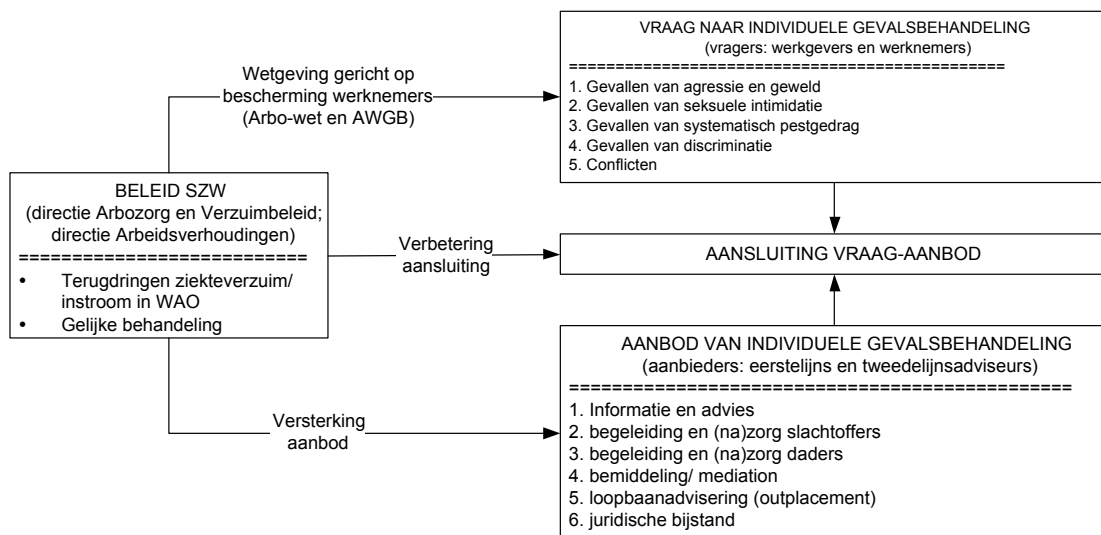 VRAAG NAAR INDIVIDUELE GEVALSBEHANDELING
(vragers: werkgevers en werknemers)
================================================
1. Gevallen van agressie en geweld
2. Gevallen van seksuele intimidatie
3. Gevallen van systematisch pestgedrag
4. Gevallen van discriminatie
5. Conflicten
Wetgeving gericht op
bescherming werknemers
(Arbo-wet en AWGB)
BELEID SZW
(directie Arbozorg en Verzuimbeleid;
directie Arbeidsverhoudingen)
===========================
• Terugdringen ziekteverzuim/
instroom in WAO
• Gelijke behandeling
Verbetering
aansluiting
AANSLUITING VRAAG-AANBOD
AANBOD VAN INDIVIDUELE GEVALSBEHANDELING
(aanbieders: eerstelijns en tweedelijnsadviseurs)
================================================
1. Informatie en advies
2. begeleiding en (na)zorg slachtoffers
3. begeleiding en (na)zorg daders
4. bemiddeling/ mediation
5. loopbaanadvisering (outplacement)
6. juridische bijstand
Versterking
aanbod